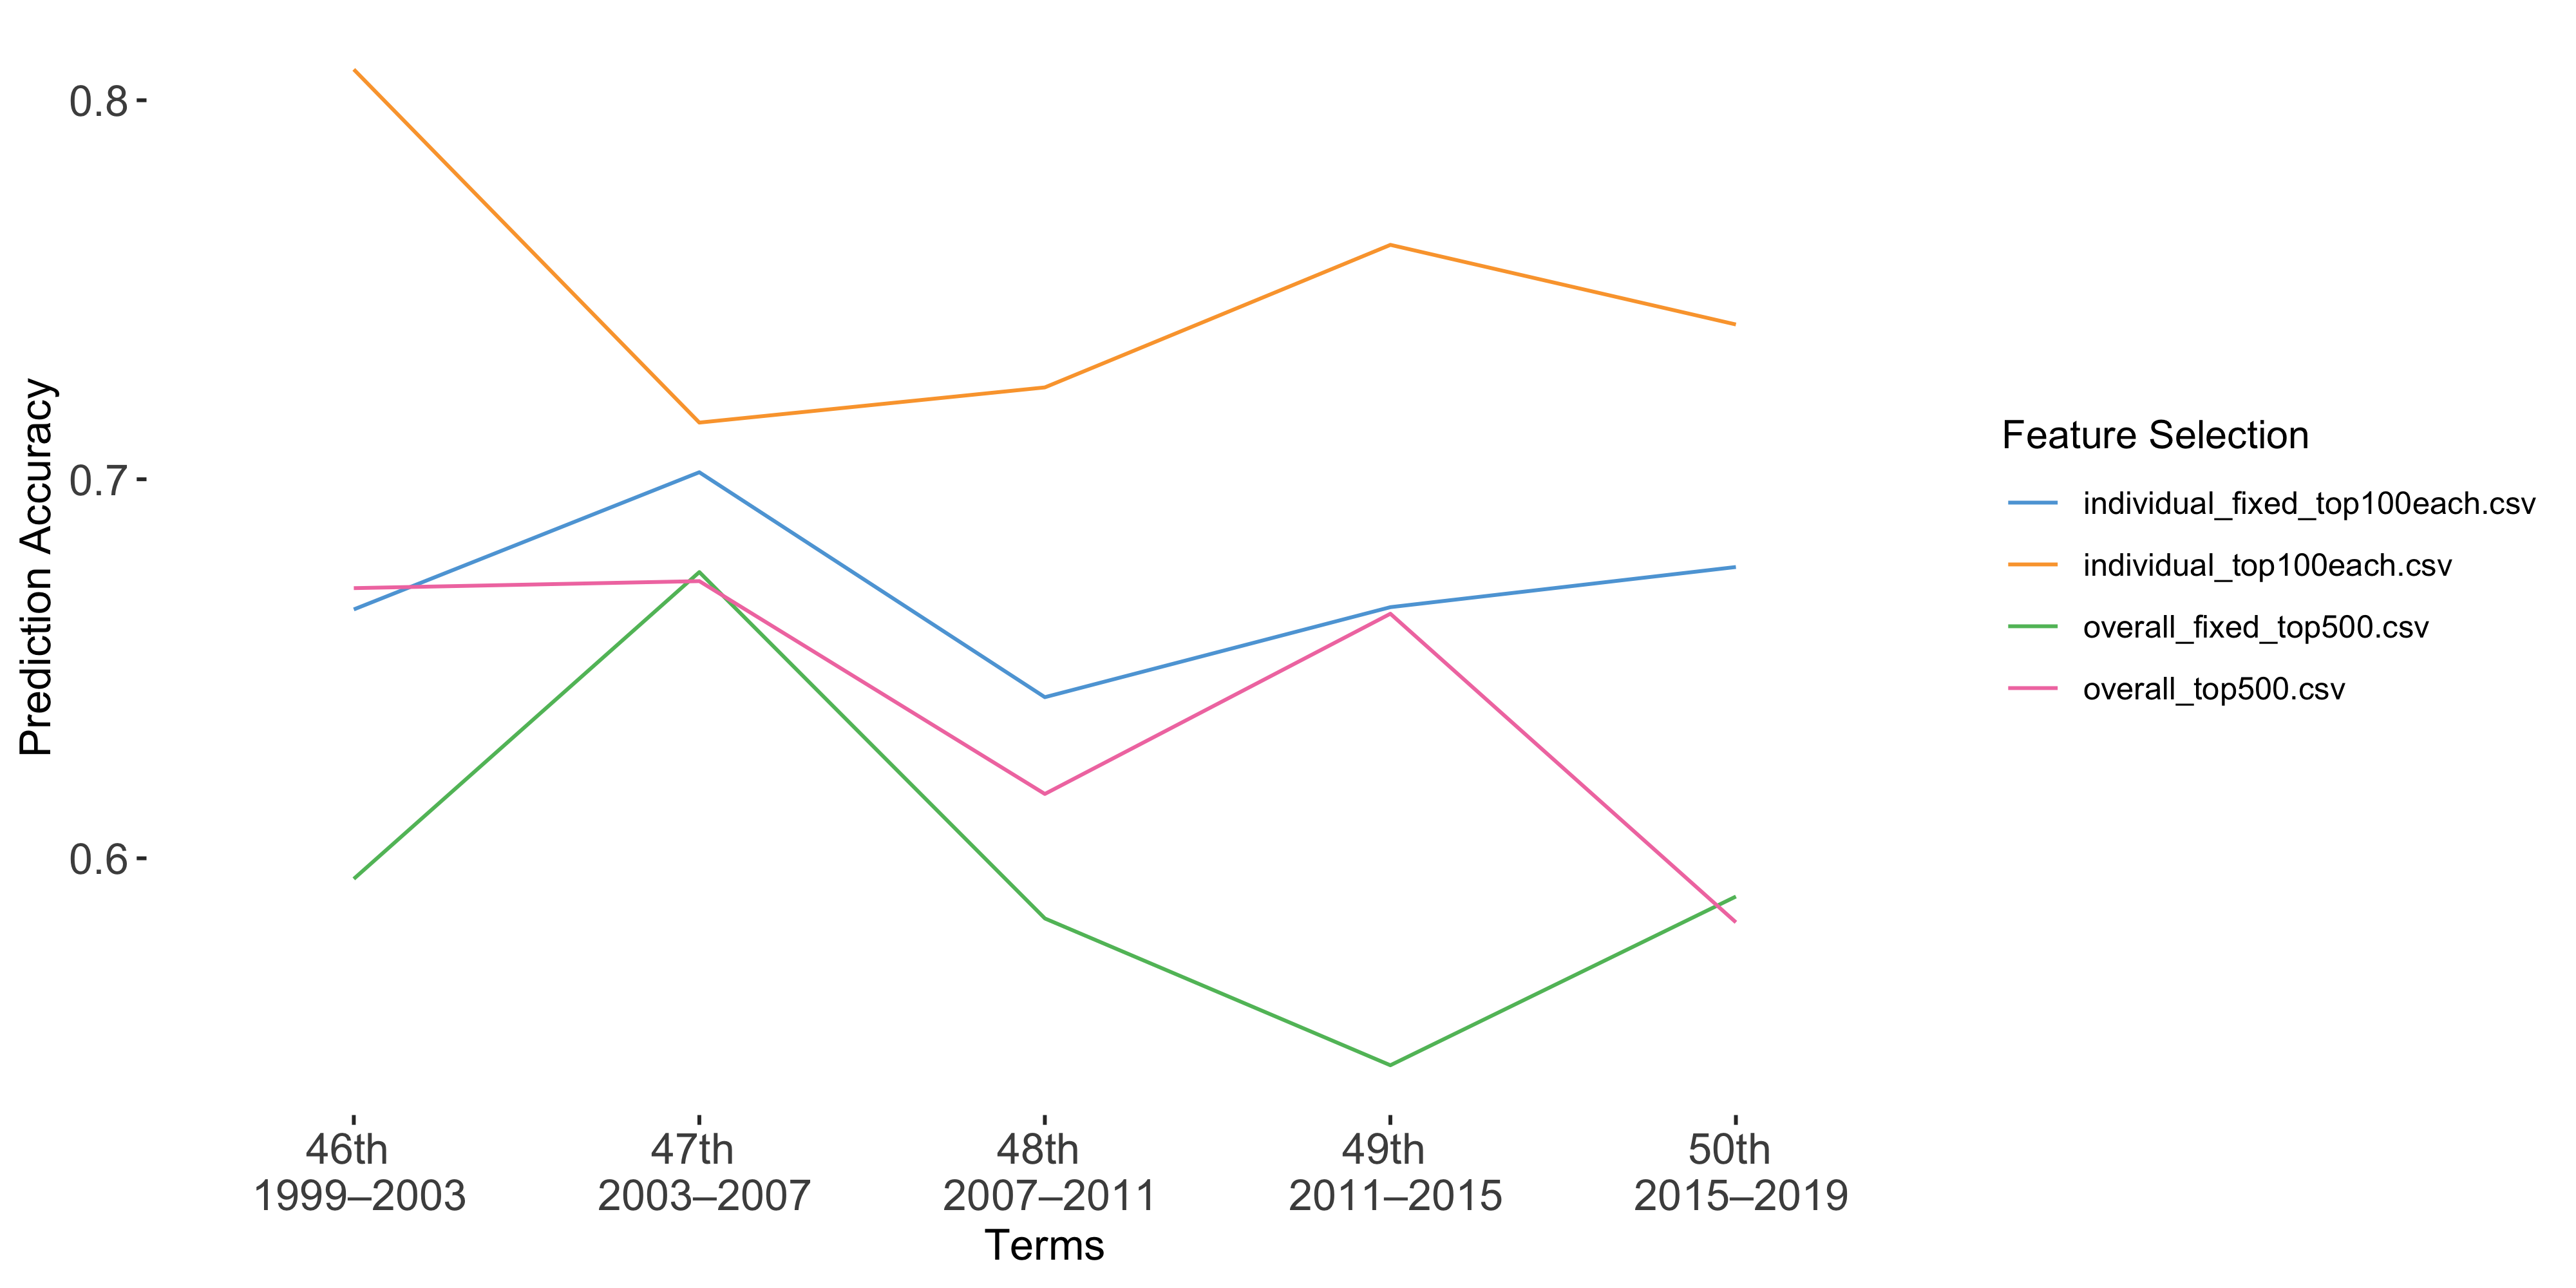 Prediction Accuracy
0.8
0.7
0.6
46th
1999–2003
47th
2003–2007
48th
2007–2011
49th
2011–2015
50th
2015–2019
Terms
Feature Selection
individual_fixed_top100each.csv
individual_top100each.csv
overall_fixed_top500.csv
overall_top500.csv